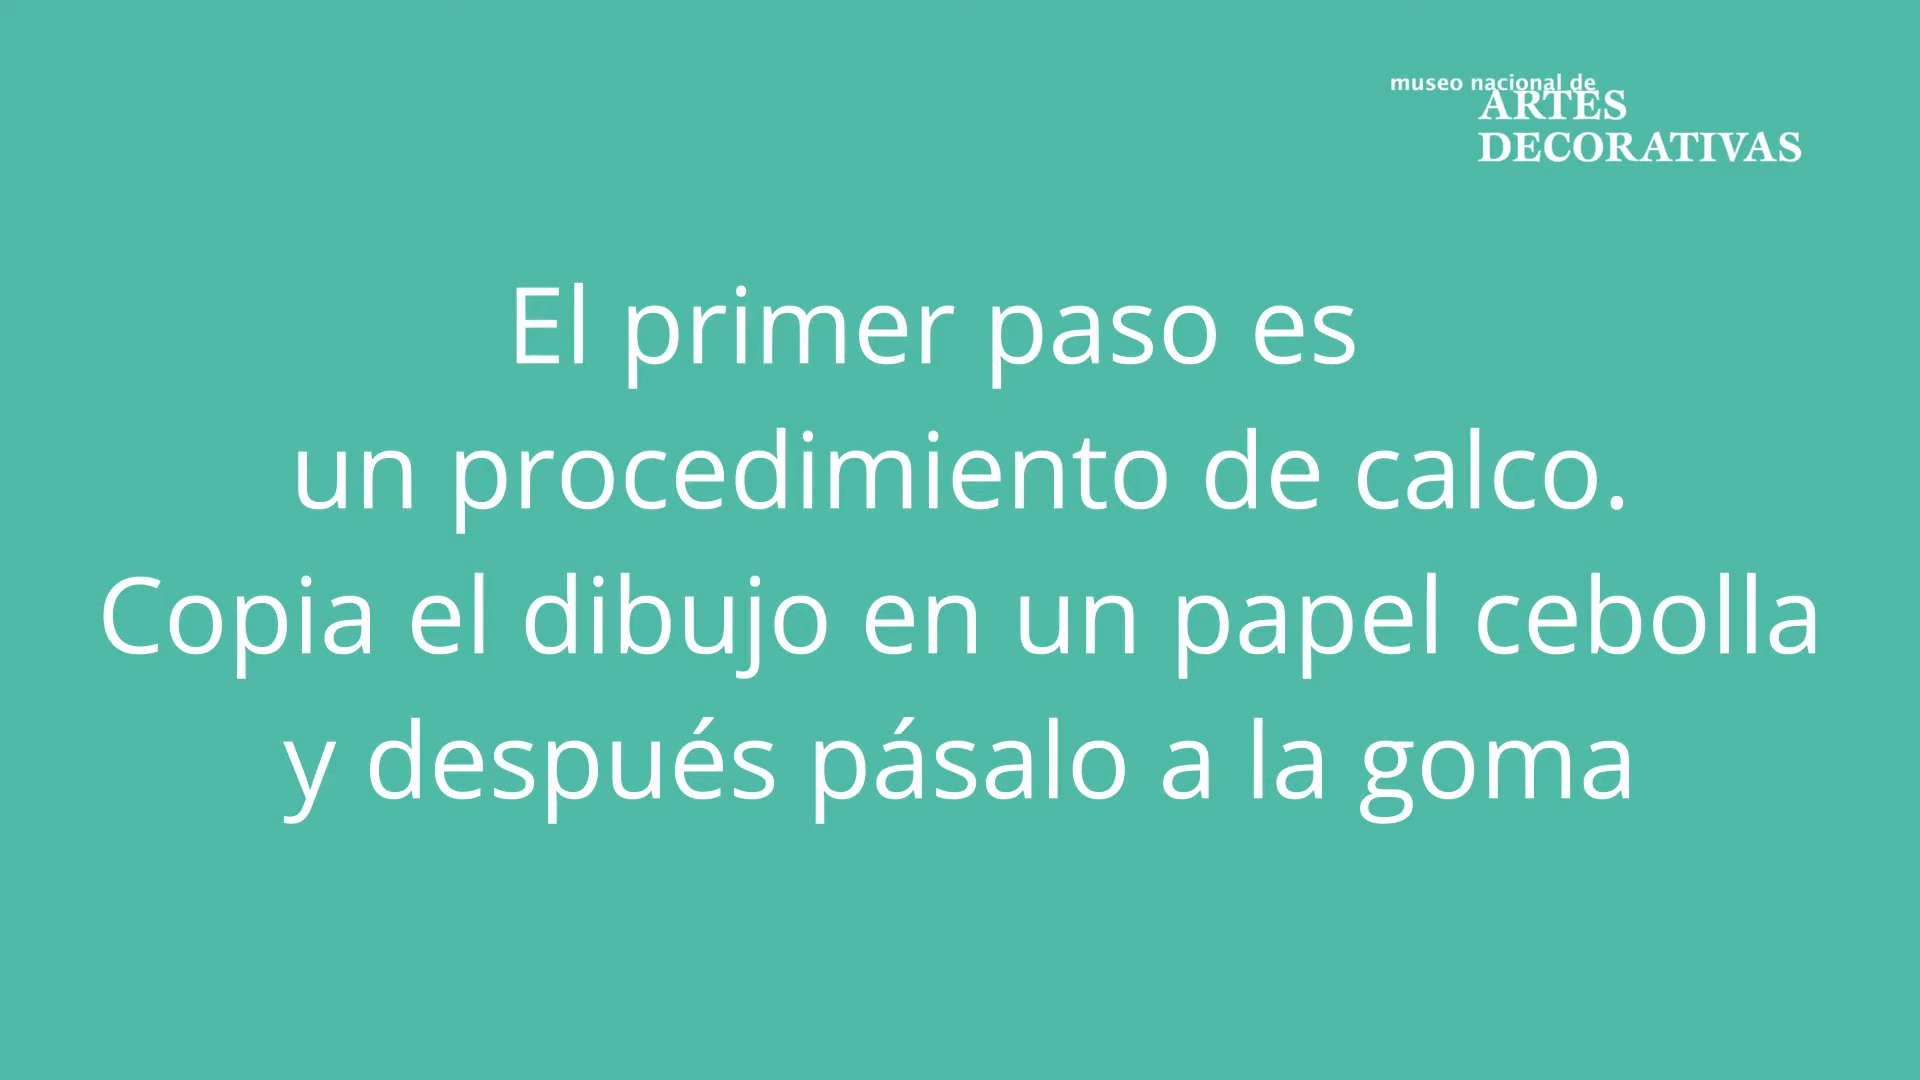 museo nacional de
ARTES
DECORATIVAS
El primer paso es
un procedimiento de calco.
Copia el dibujo en un papel cebolla
y después pásalo a la goma